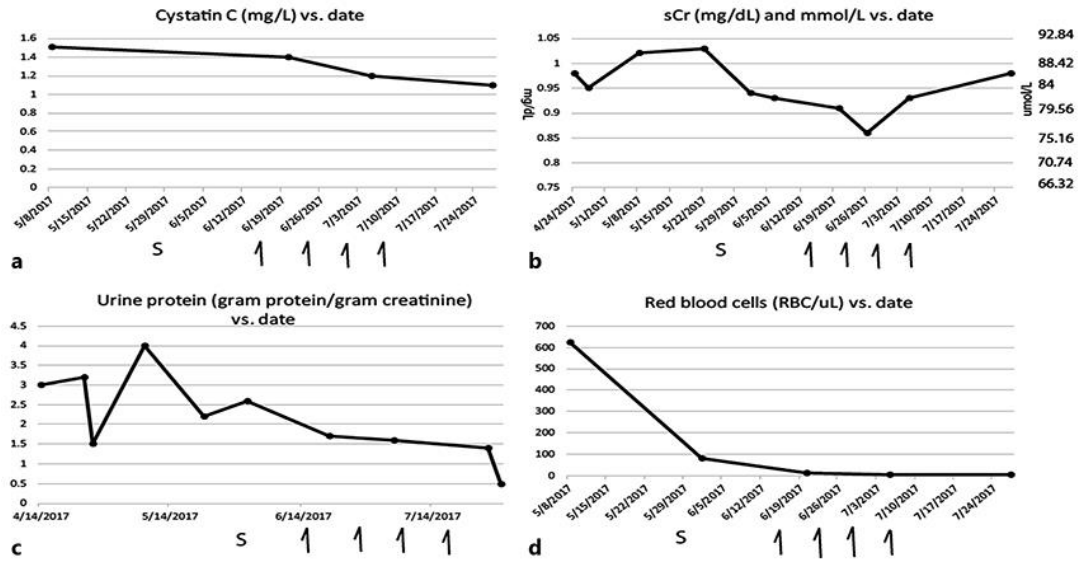 Cystatin C (mg/L) vs. date
1.6
1.4
1.2
1
0.8
0.6
0.4
0.2
0
5/8/2017 5/15/2017 5/22/2017 5/29/2017 6/5/2017 6/12/2017 6/19/2017 6/26/2017 7/3/2017 7/10/2017 7/17/2017 7/24/2017
S
a
sCr (mg/dL) and mmol/L vs. date
1.05
1
0.95
0.9
0.85
0.8
0.75
mg/dL
92.84
88.42
84
79.56
75.16
70.74
66.32
umol/L
4/24/2017 5/1/2017 5/8/2017 5/15/2017 5/22/2017 5/29/2017 6/5/2017 6/12/2017 6/19/2017 6/26/2017 7/3/2017 7/10/2017 7/17/2017 7/24/2017
S
b
Urine protein (gram protein/gram creatinine)
vs. date
4.5
4
3.5
3
2.5
2
1.5
1
0.5
0
4/14/2017 5/14/2017 6/14/2017 7/14/2017
S
c
Red blood cells (RBC/uL) vs. date
700
600
500
400
300
200
100
0
5/8/2017 5/15/2017 5/22/2017 5/29/2017 6/5/2017 6/12/2017 6/19/2017 6/26/2017 7/3/2017 7/10/2017 7/17/2017 7/24/2017
S
d